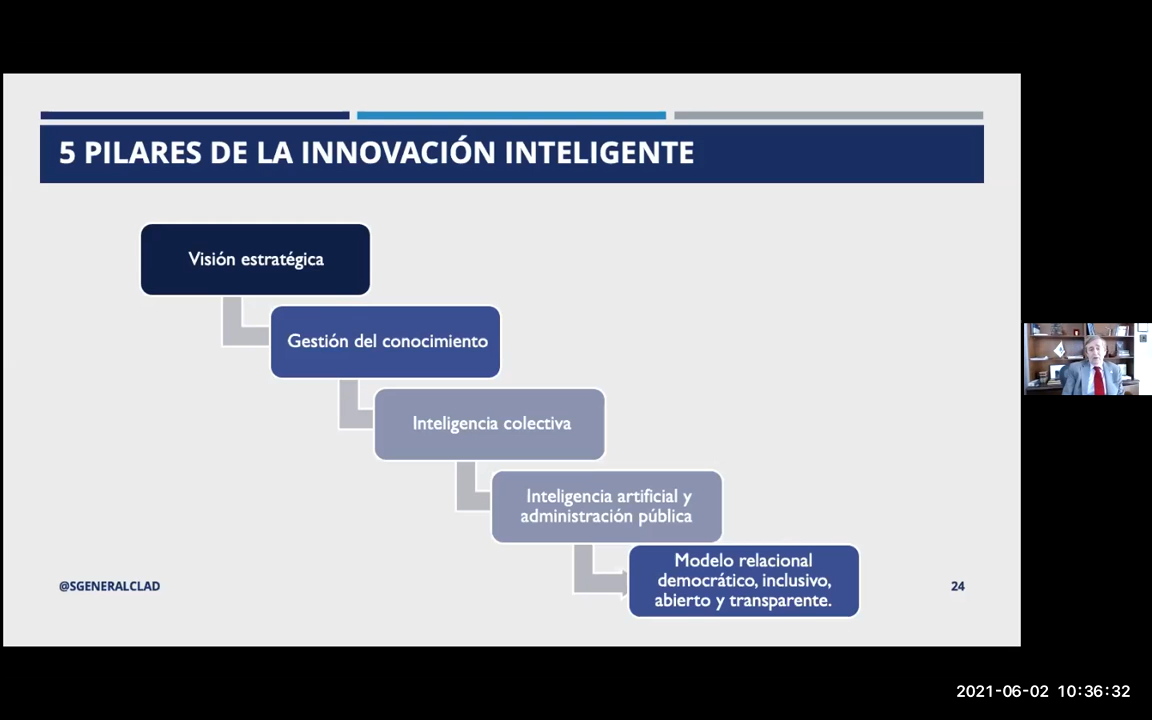 5 PILARES DE LA INNOVACIÓN INTELIGENTE
Visión estratégica
Gestión del conocimiento
Inteligencia colectiva
Inteligencia artificial y
administración pública
Modelo relacional
democrático, inclusivo,
abierto y transparente.
@SGENERALCLAD
24
2021-06-02 10:36:32